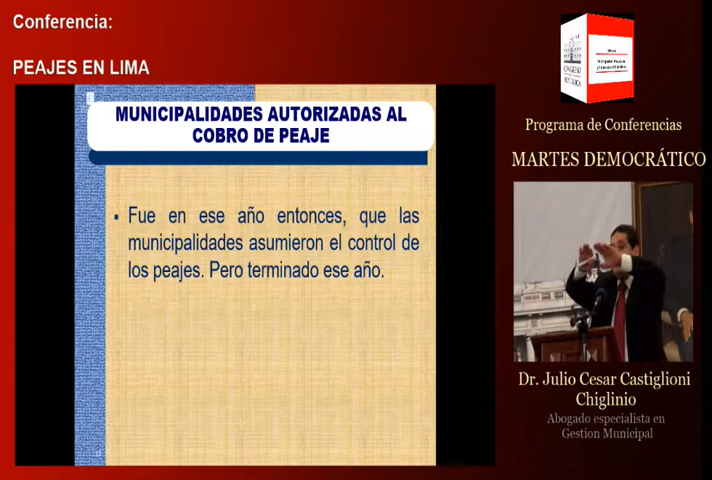 Conferencia:
PEAJES EN LIMA
MUNICIPALIDADES AUTORIZADAS AL
COBRO DE PEAJE
▪ Fue en ese año entonces, que las
municipalidades asumieron el control de
los peajes. Pero terminado ese año.
Programa de Conferencias
MARTES DEMOCRÁTICO
Dr. Julio Cesar Castiglioni
Chiglinio
Abogado especialista en
Gestion Municipal